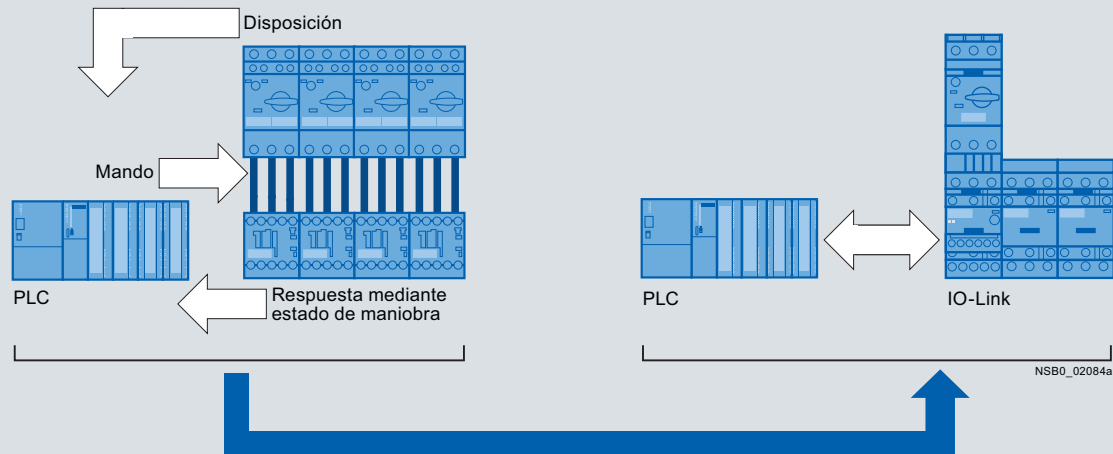 Disposición
Mando
PLC
Respuesta mediante
estado de maniobra
PLC
IO-Link
NSB0_02084a